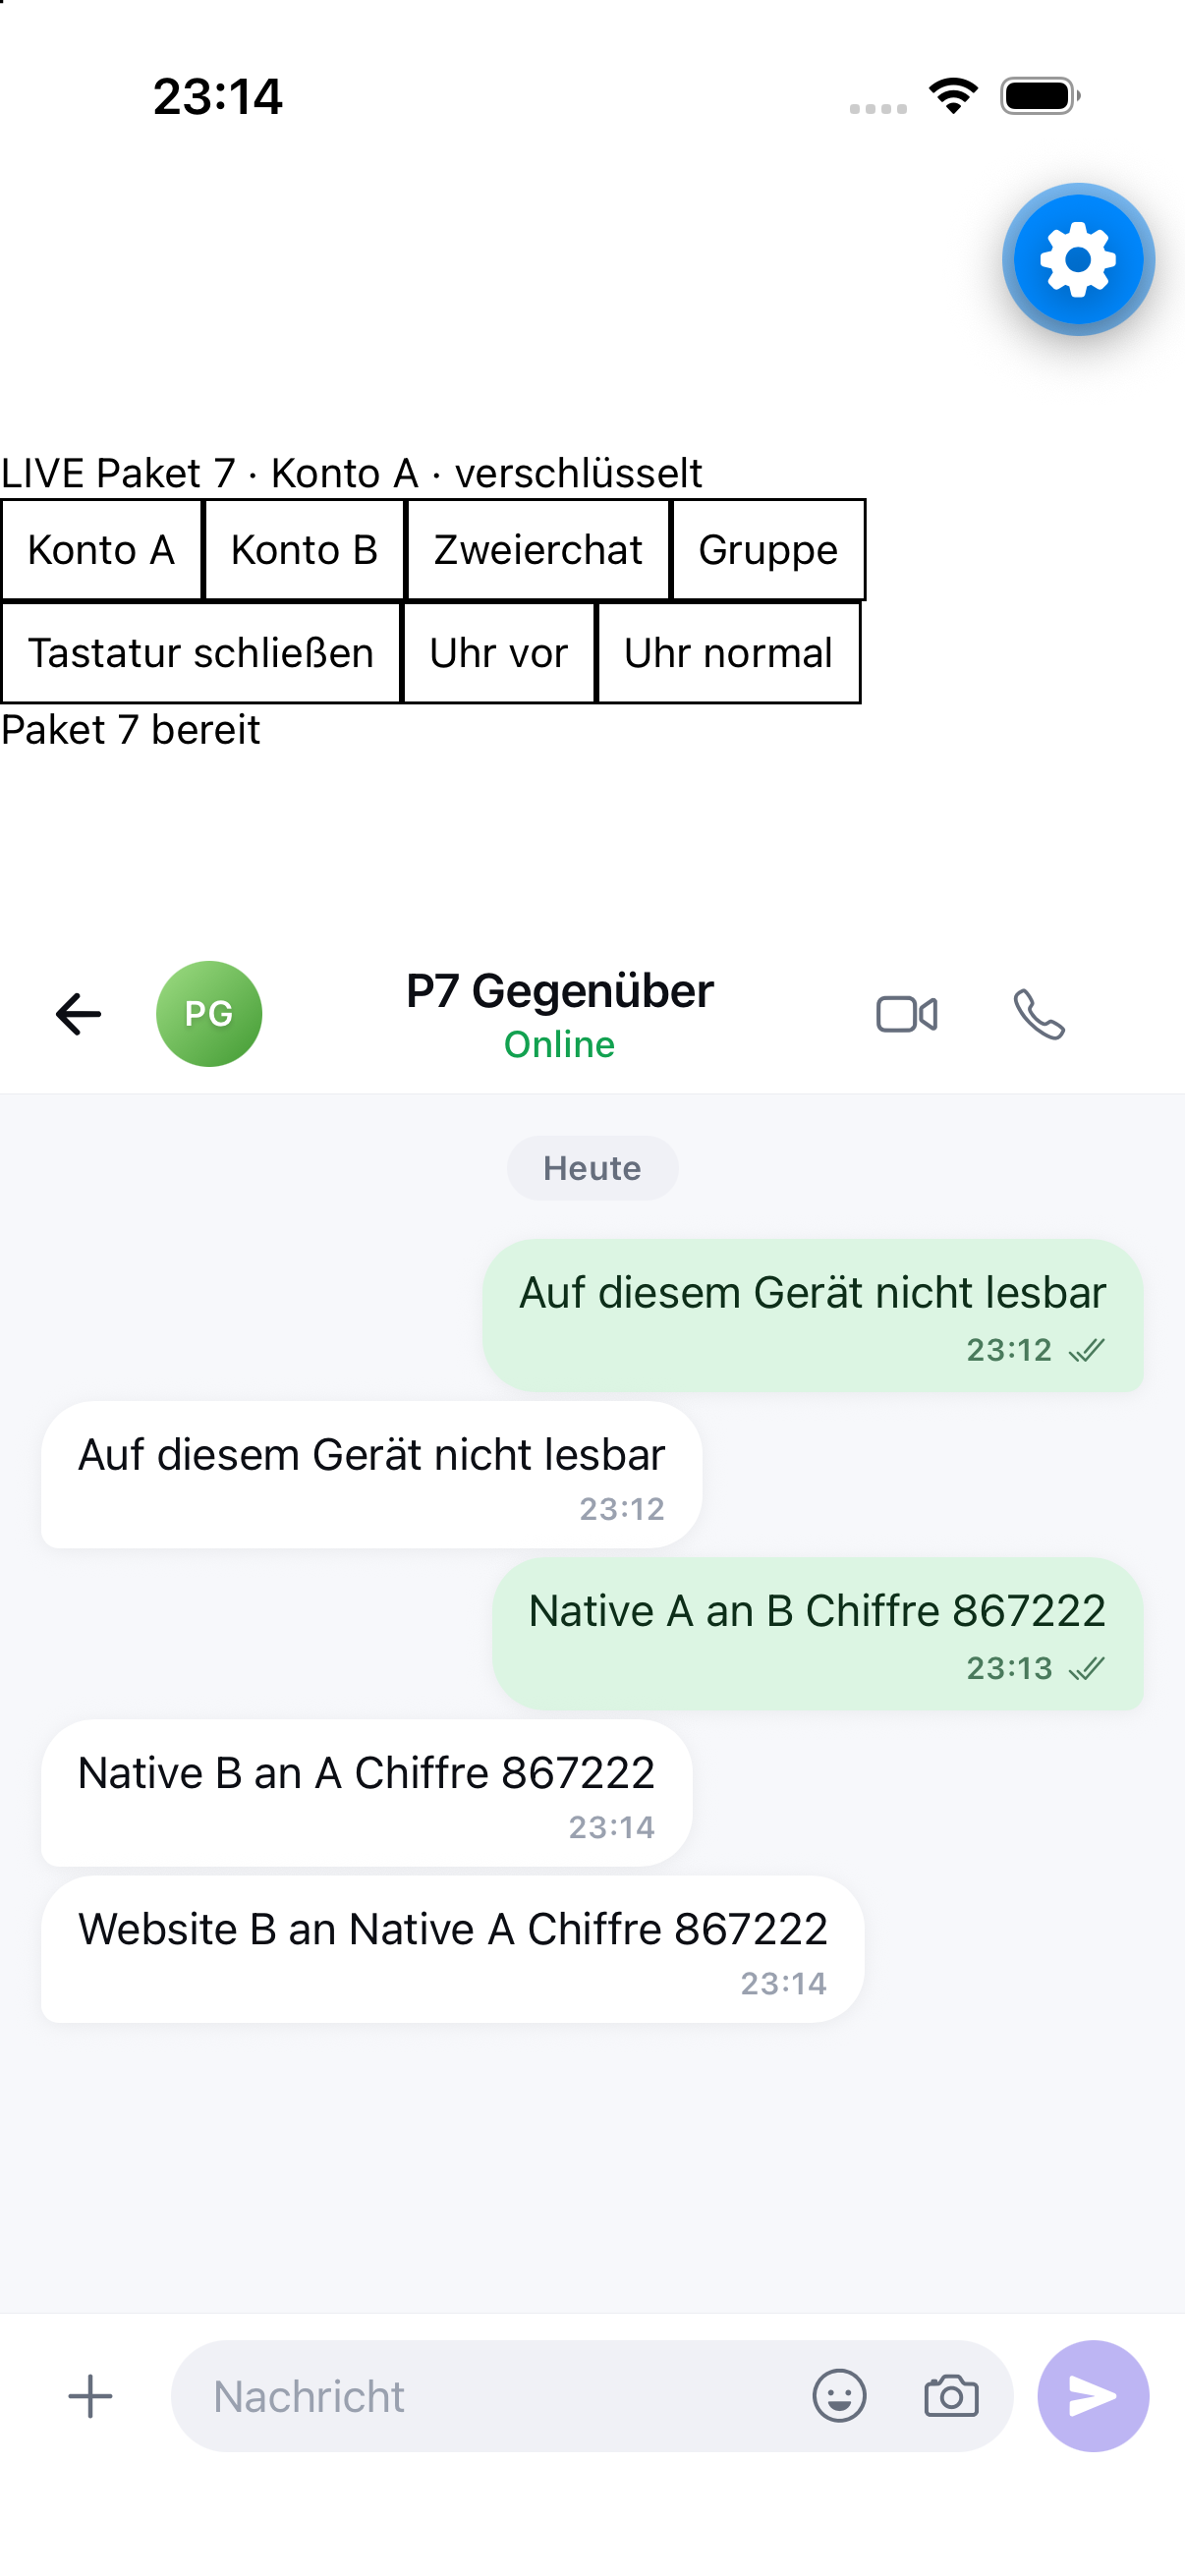 23:14
LIVE Paket 7 · Konto A · verschlüsselt
Konto A Konto B Zweierchat Gruppe
Tastatur schließen Uhr vor Uhr normal
Paket 7 bereit
PG
P7 Gegenüber
Online
Heute
Auf diesem Gerät nicht lesbar
23:12
Auf diesem Gerät nicht lesbar
23:12
Native A an B Chiffre 867222
23:13
Native B an A Chiffre 867222
23:14
Website B an Native A Chiffre 867222
23:14
Nachricht